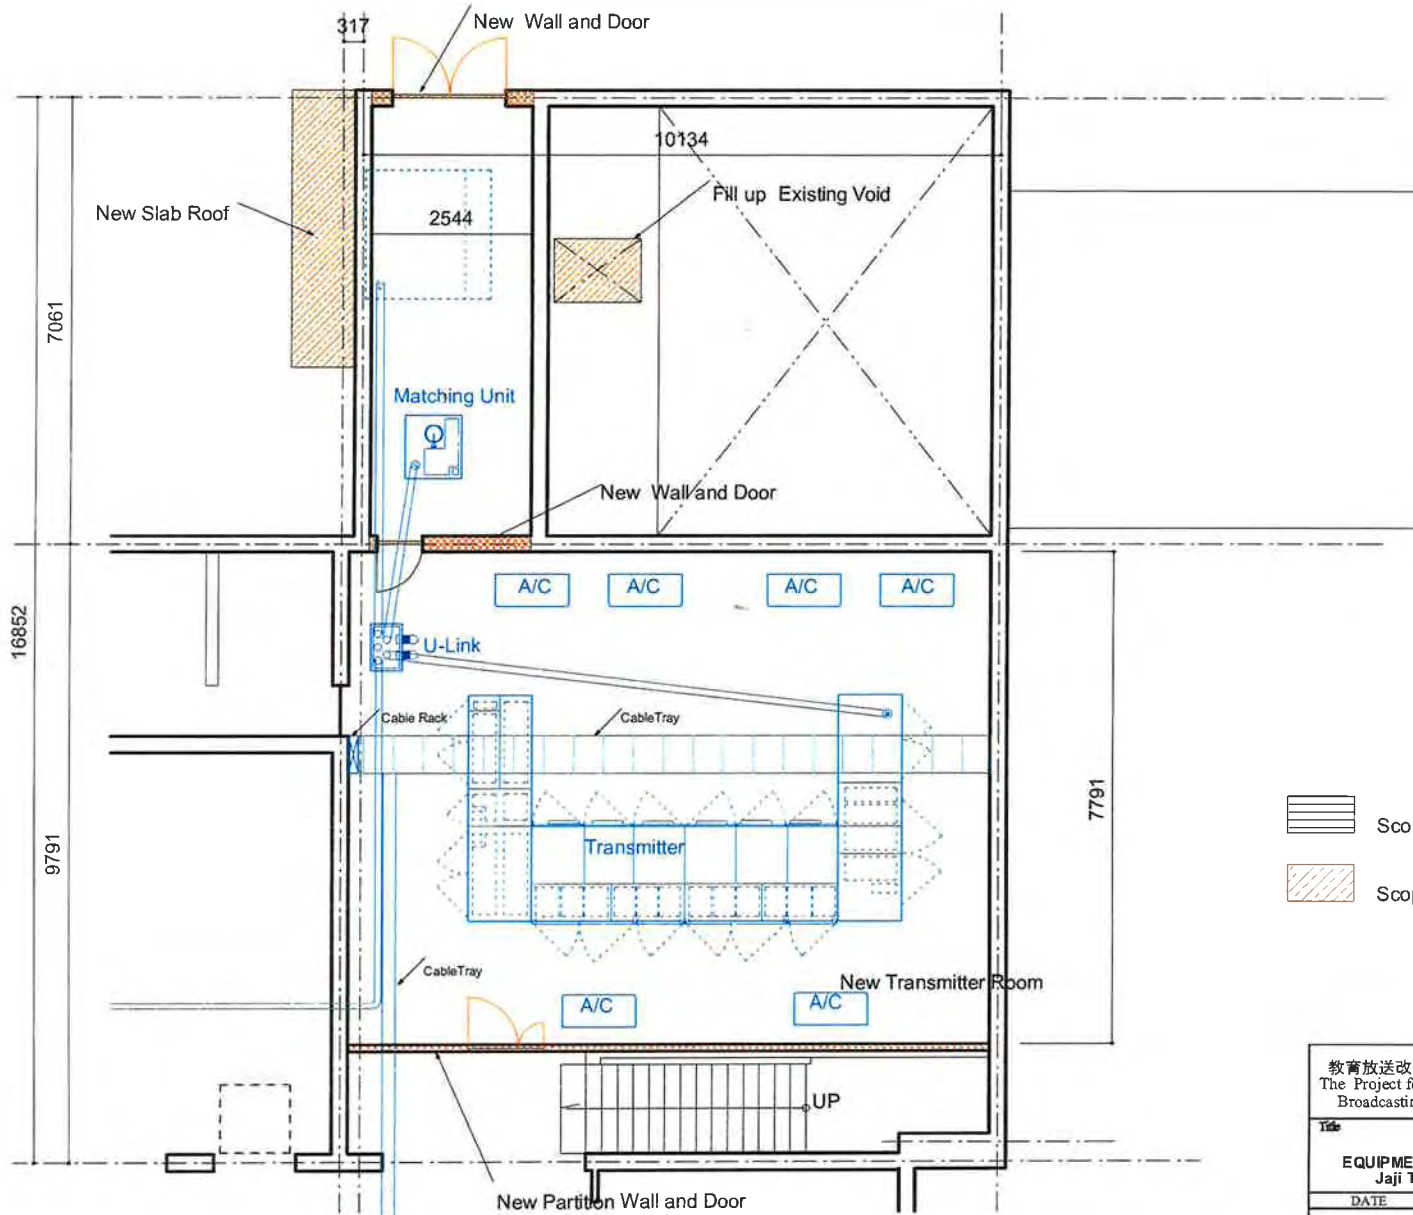 317
New Wall and Door
10134
New Slab Roof
2544
Fill up Existing Void
7061
Matching Unit
New Wall and Door
A/C
A/C
A/C
A/C
16852
U-Link
Cable Rack
CableTray
7791
9791
Transmitter
Sco
Scop
CableTray
New Transmitter Room
A/C
A/C
UP
New Partition Wall and Door
教育放送改
The Project f
Broadcastin
Title
EQUIPME
Jaji T
DATE